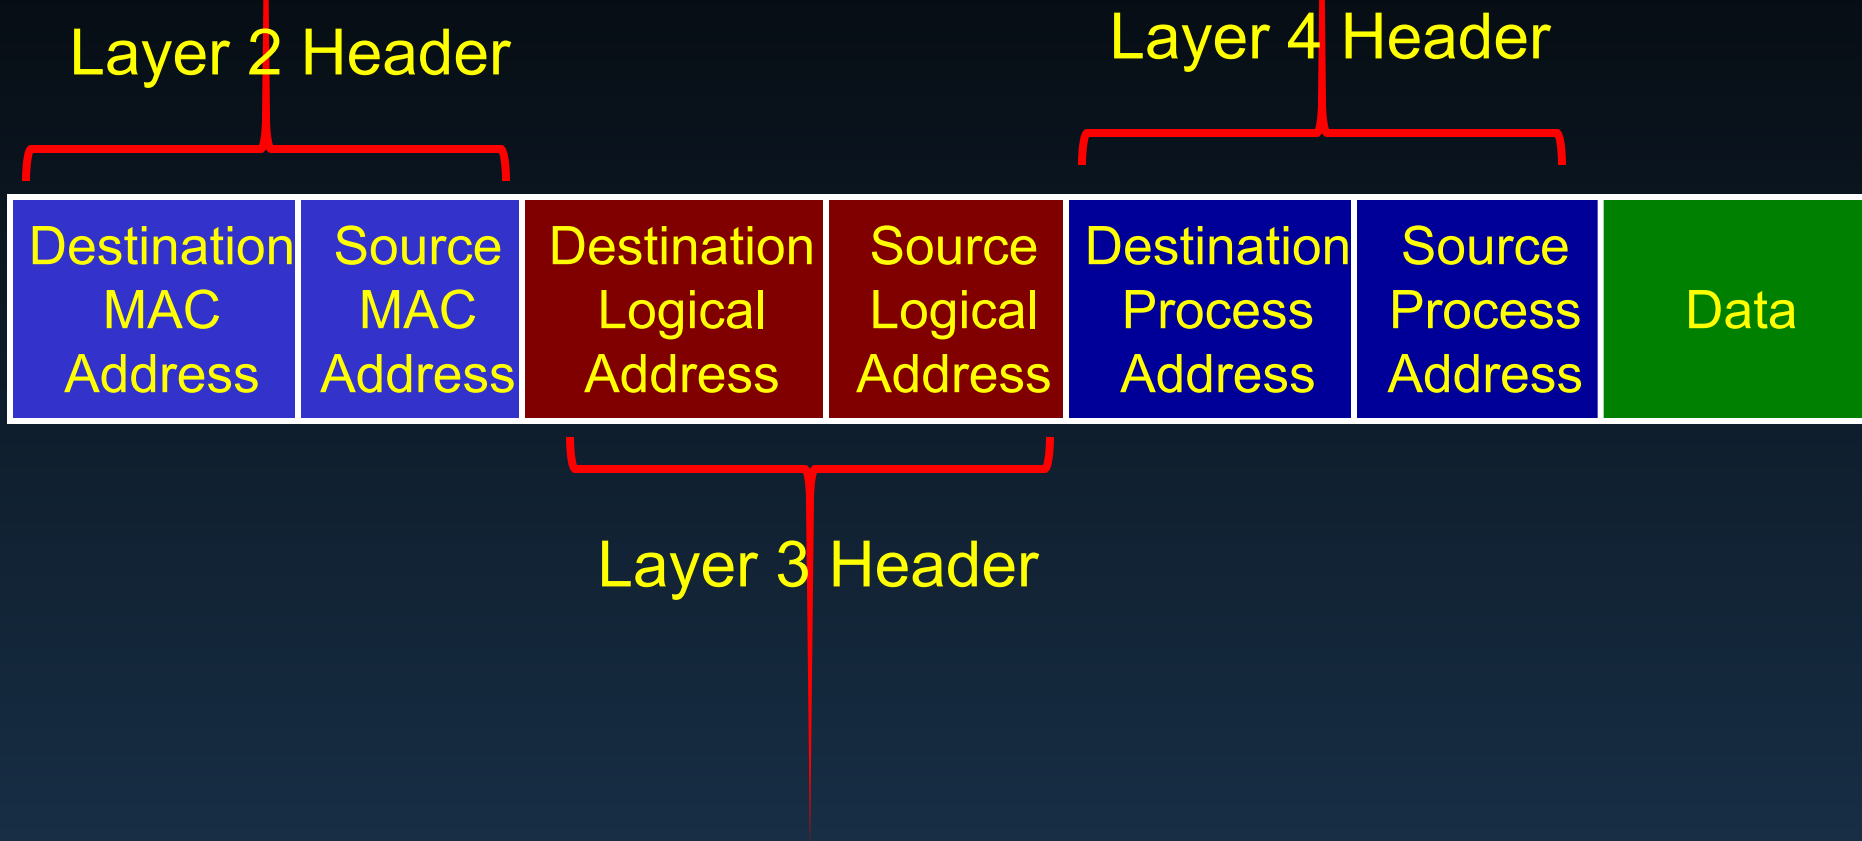 Layer 2 Header
Layer 4 Header
Destination
MAC
Address
Source
MAC
Address
Destination
Logical
Address
Source
Logical
Address
Destination
Process
Address
Source
Process
Address
Data
Layer 3 Header